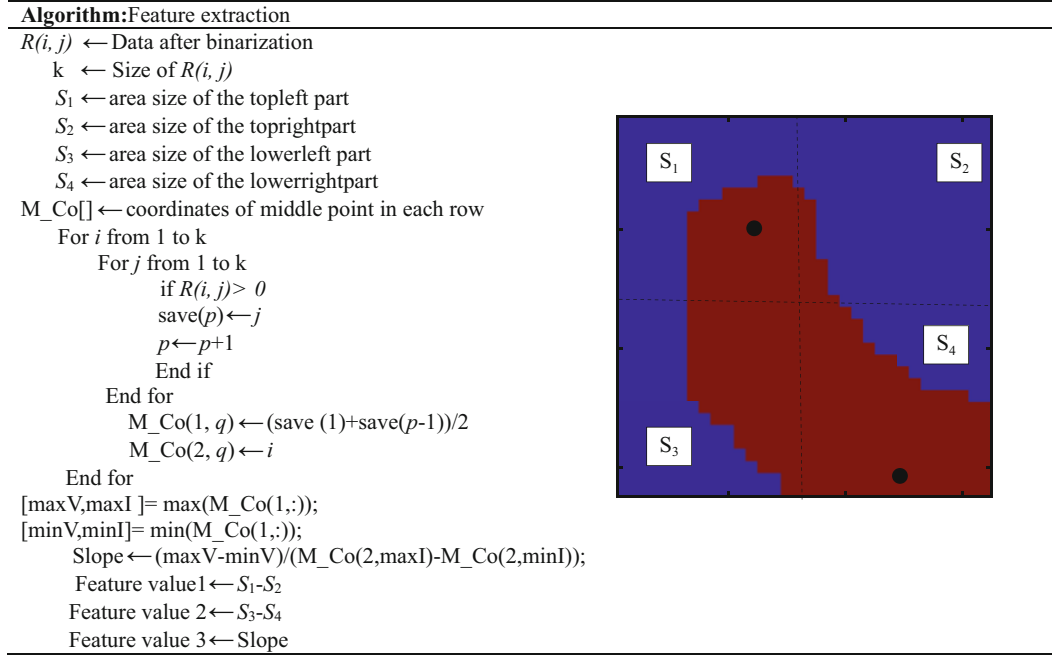 Algorithm:Feature extraction
R(i, j) ← Data after binarization
k ← Size of R(i, j)
S1 ← area size of the topleft part
S2 ← area size of the toprightpart
S3 ← area size of the lowerleft part
S4 ← area size of the lowerrightpart
M_Co[] ← coordinates of middle point in each row
For i from 1 to k
For j from 1 to k
if R(i, j)> 0
save(p)←j
p←p+1
End if
End for
M_Co(1, q)←(save (1)+save(p-1))/2
M_Co(2, q)←i
End for
[maxV,maxI ]= max(M_Co(1,:));
[minV,minI]= min(M_Co(1,:));
Slope←(maxV-minV)/(M_Co(2,maxI)-M_Co(2,minI));
Feature value1←S1-S2
Feature value 2←S3-S4
Feature value 3←Slope
S1
S2
S4
S3